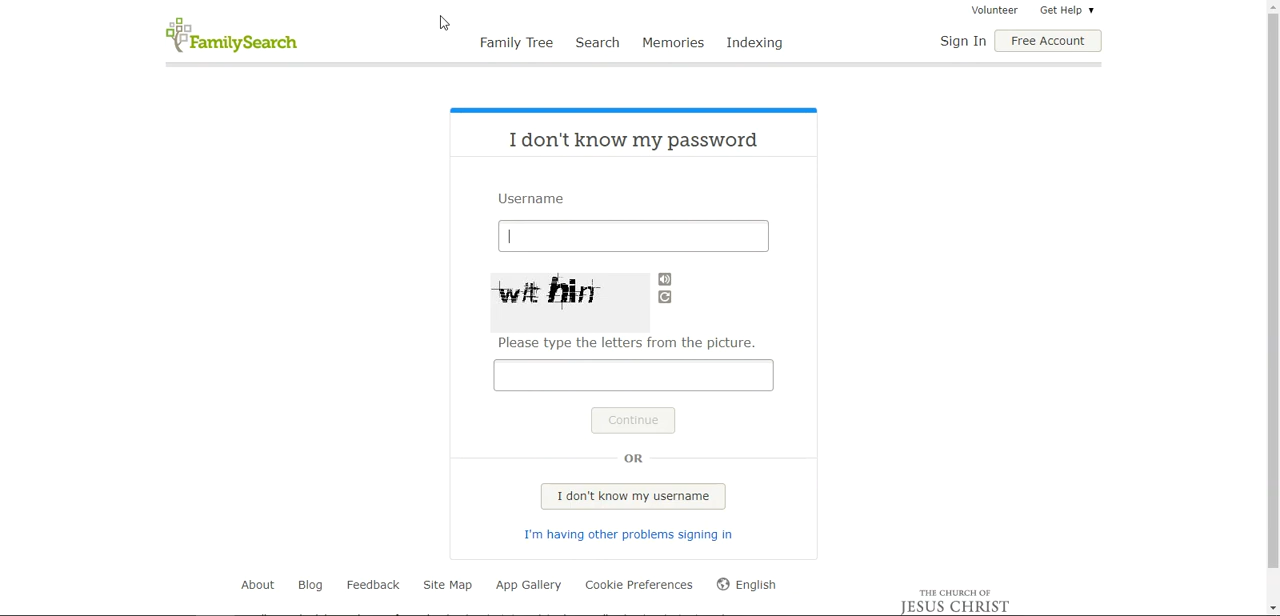 Volunteer Get Help ▼
FamilySearch Family Tree Search Memories Indexing Sign In Free Account
I don't know my password
Username
wit hin
Please type the letters from the picture.
Continue
OR
I don't know my username
I'm having other problems signing in
About Blog Feedback Site Map App Gallery Cookie Preferences English
THE CHURCH OF
JESUS CHRIST